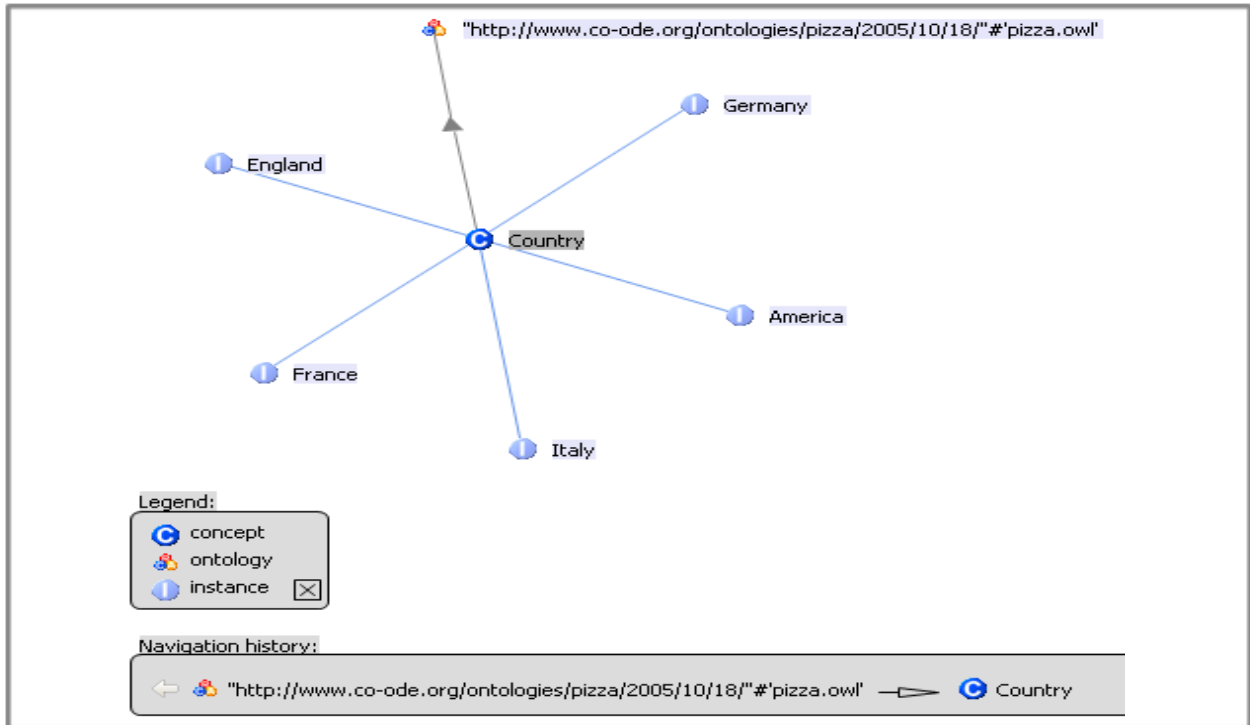 "http://www.co-ode.org/ontologies/pizza/2005/10/18/"#'pizza.owl'
Germany
England
Country
America
France
Italy
Legend:
concept
ontology
instance
Navigation history:
"http://www.co-ode.org/ontologies/pizza/2005/10/18/"#'pizza.owl' Country